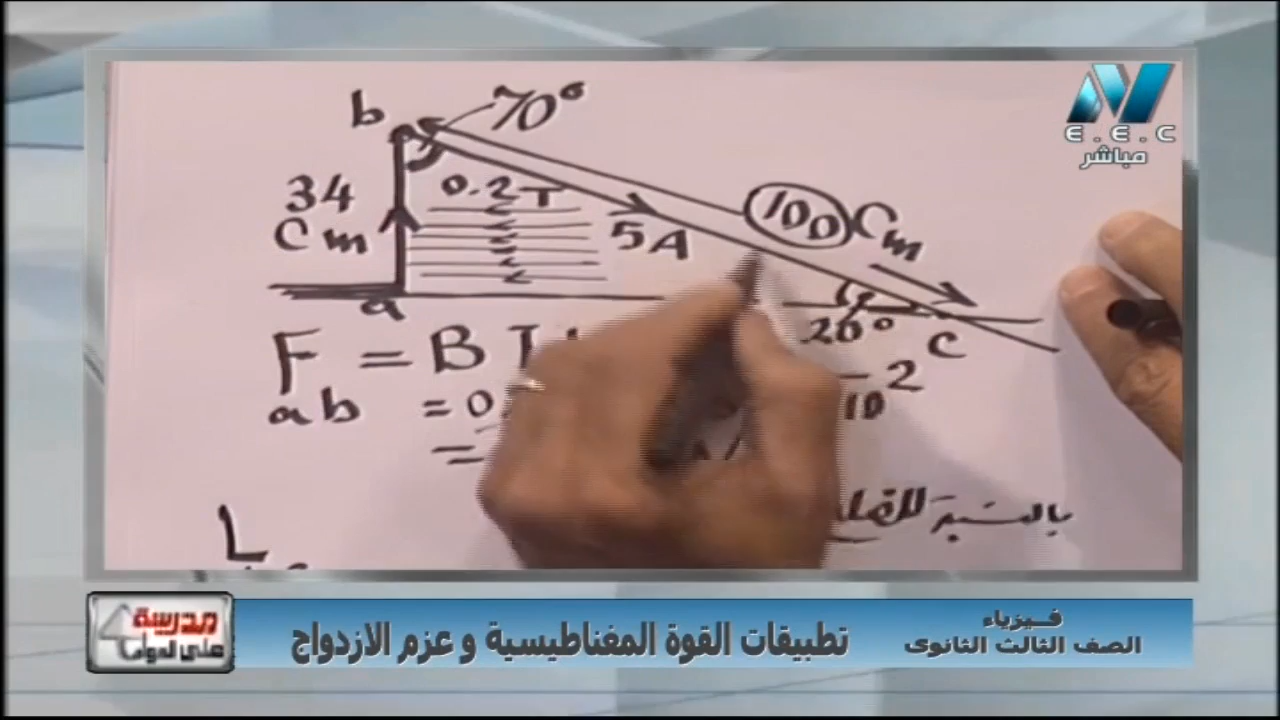 E.E.C
مباشر
b 70°
34 Cm
0.2T
5A
100 Cm
a
20°
c
F = B I
ab = 0
-2
10
=
بالنسبة للقطا
L
مدرسة على الهواء
تطبيقات القوة المغناطيسية و عزم الازدواج
فيزياء
الصف الثالث الثانوى